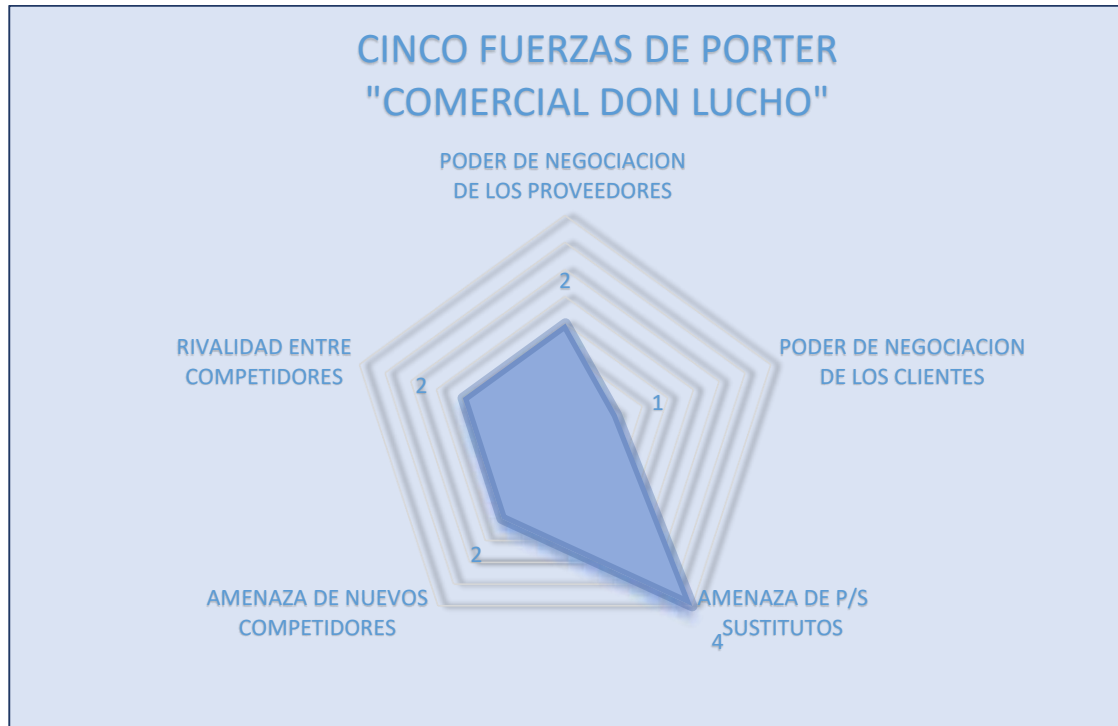 CINCO FUERZAS DE PORTER
"COMERCIAL DON LUCHO"
PODER DE NEGOCIACION
DE LOS PROVEEDORES
2
PODER DE NEGOCIACION
DE LOS CLIENTES
1
AMENAZA DE P/S
SUSTITUTOS
4
AMENAZA DE NUEVOS
COMPETIDORES
2
RIVALIDAD ENTRE
COMPETIDORES
2